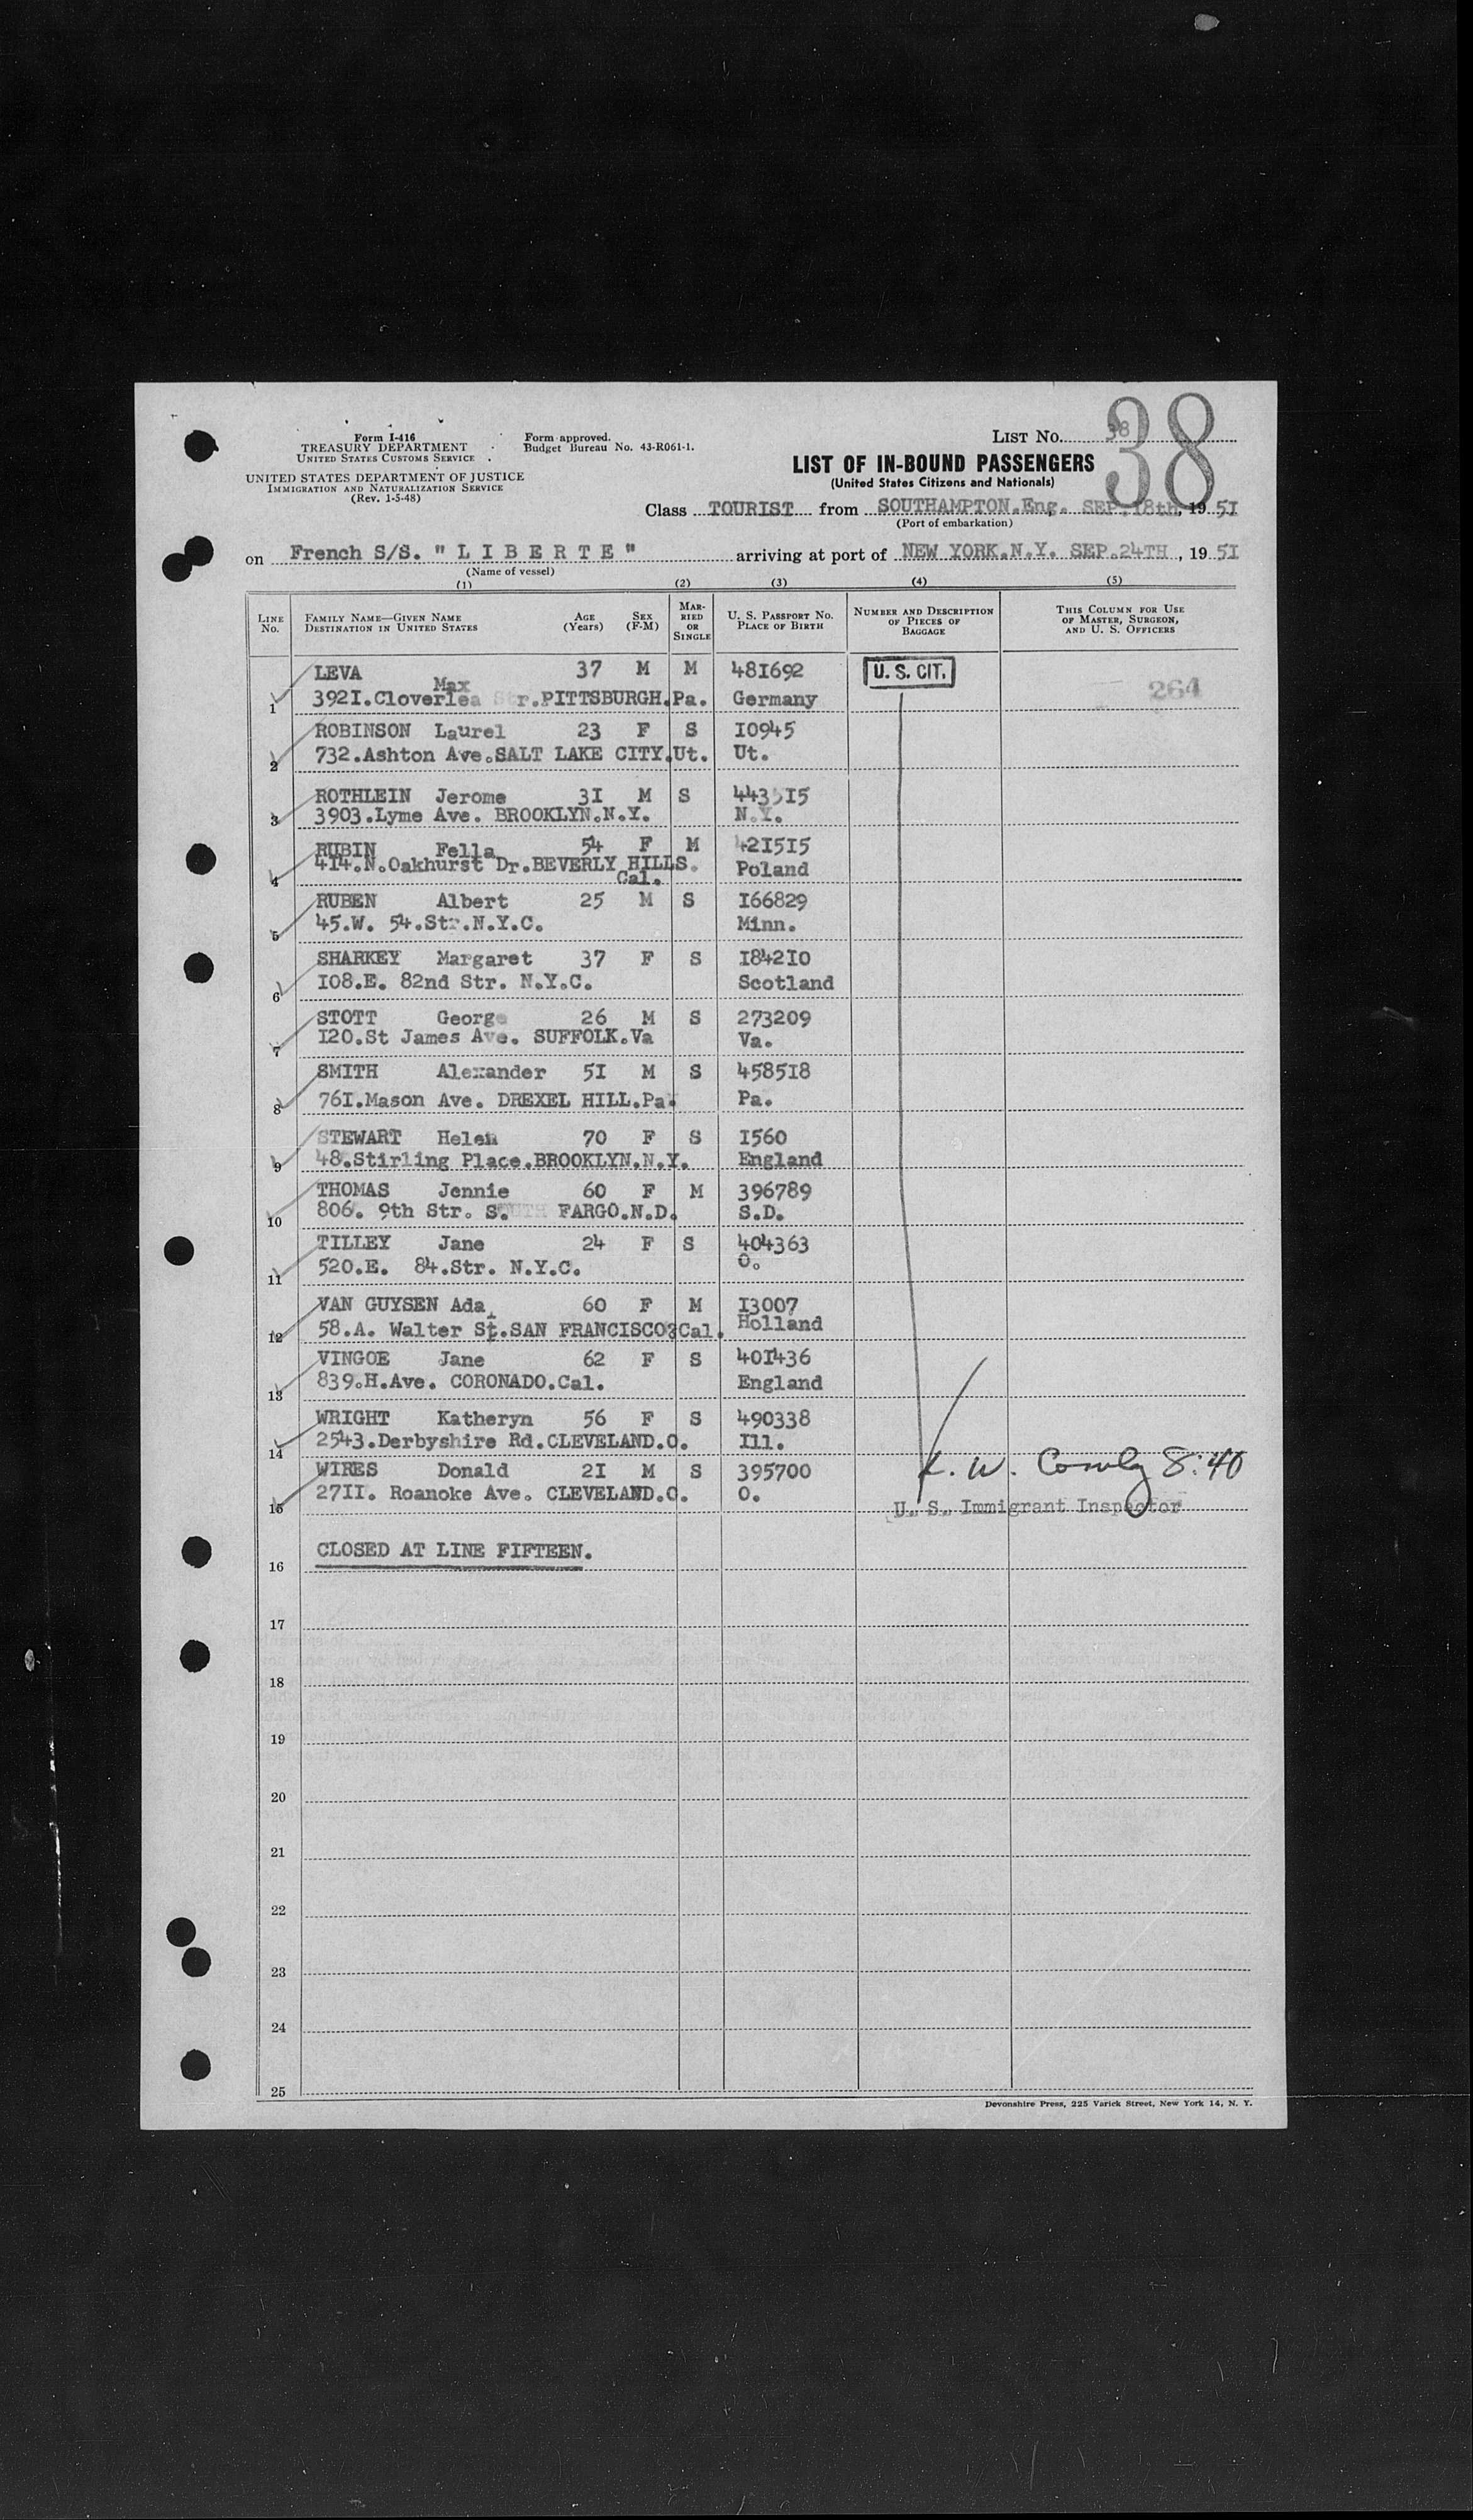 Form I-416
TREASURY DEPARTMENT
UNITED STATES CUSTOMS SERVICE
UNITED STATES DEPARTMENT OF JUSTICE
IMMIGRATION AND NATURALIZATION SERVICE
(Rev. 1-5-48)
Form approved.
Budget Bureau No. 43-R061-1.
LIST No. 38
38
LIST OF IN-BOUND PASSENGERS
(United States Citizens and Nationals)
Class TOURIST from SOUTHAMPTON.Eng. SEP.18th, 1951
(Port of embarkation)
on French S/S. "LIBERTE" arriving at port of NEW YORK.N.Y. SEP.24TH, 1951
(Name of vessel)
(1) (2) (3) (4) (5)
LINE No. FAMILY NAME—GIVEN NAME DESTINATION IN UNITED STATES AGE (Years) SEX (F-M) MARRIED OR SINGLE U. S. PASSPORT NO. PLACE OF BIRTH NUMBER AND DESCRIPTION OF PIECES OF BAGGAGE THIS COLUMN FOR USE OF MASTER, SURGEON, AND U. S. OFFICERS
LEVA Max 37 M M 481692 U. S. CIT.
1 3921.Cloverlea Str.PITTSBURGH.Pa. Germany 264
ROBINSON Laurel 23 F S 10945
2 732.Ashton Ave.SALT LAKE CITY.Ut. Ut.
ROTHLEIN Jerome 31 M S 443515
3 3903.Lyme Ave. BROOKLYN.N.Y. N.Y.
RUBIN Fella 54 F M 421515
4 414.N.Oakhurst Dr.BEVERLY HILLS. Cal. Poland
RUBEN Albert 25 M S 166829
5 45.W. 54.Str.N.Y.C. Minn.
SHARKEY Margaret 37 F S 184210
6 108.E. 82nd Str. N.Y.C. Scotland
STOTT George 26 M S 273209
7 120.St James Ave. SUFFOLK.Va Va.
SMITH Alexander 51 M S 458518
8 761.Mason Ave. DREXEL HILL.Pa. Pa.
STEWART Helen 70 F S 1560
9 48.Stirling Place.BROOKLYN.N.Y. England
THOMAS Jennie 60 F M 396789
10 806. 9th Str. SOUTH FARGO.N.D. S.D.
TILLEY Jane 24 F S 404363
11 520.E. 84.Str. N.Y.C. O.
VAN GUYSEN Ada 60 F M 13007
12 58.A. Walter St.SAN FRANCISCO?Cal. Holland
VINGOE Jane 62 F S 401436
13 839.H.Ave. CORONADO.Cal. England
WRIGHT Katheryn 56 F S 490338
14 2543.Derbyshire Rd.CLEVELAND.O. Ill.
WIRES Donald 21 M S 395700 8:40
15 2711. Roanoke Ave. CLEVELAND.O. O. U. S. Immigrant Inspector
16 CLOSED AT LINE FIFTEEN.
17
18
19
20
21
22
23
24
25
Devonshire Press, 225 Varick Street, New York 14, N. Y.